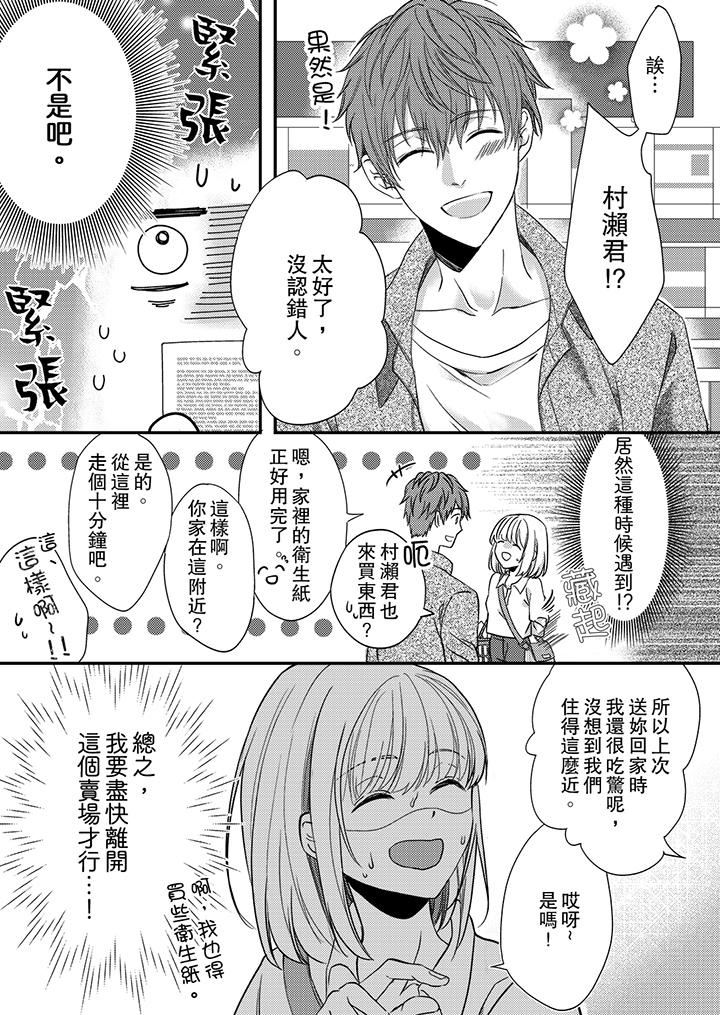 誒…
村瀨君!?
果然是!
太好了，
沒認錯人。
緊張
不是吧。
緊張
居然這種時候遇到!?
藏起
呃
村瀨君也
來買東西?
嗯，家裡的衛生紙
正好用完了。
這樣啊。
你家在這附近?
是的。
從這裡
走個十分鐘吧。
這、
這樣啊~!!
所以上次
送妳回家時
我還很吃驚呢，
沒想到我們
住得這麼近。
哎呀~
是嗎!
總之，
我要盡快離開
這個賣場才行…!
啊，我也得
買些衛生紙。